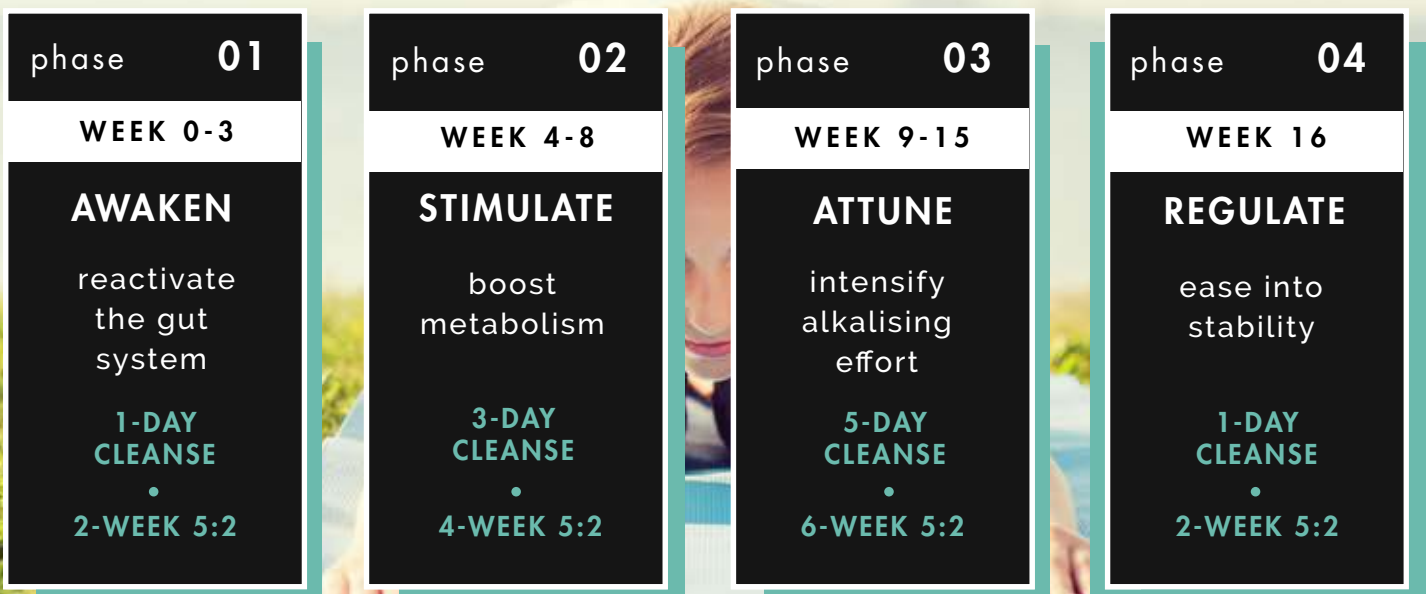 phase 01
WEEK 0-3
AWAKEN
reactivate
the gut
system
1-DAY
CLEANSE
•
2-WEEK 5:2
phase 02
WEEK 4-8
STIMULATE
boost
metabolism
3-DAY
CLEANSE
•
4-WEEK 5:2
phase 03
WEEK 9-15
ATTUNE
intensify
alkalising
effort
5-DAY
CLEANSE
•
6-WEEK 5:2
phase 04
WEEK 16
REGULATE
ease into
stability
1-DAY
CLEANSE
•
2-WEEK 5:2